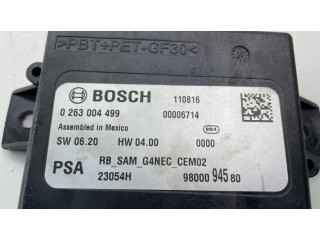 >PBT+PET-GF30<
BOSCH 110816
0 263 004 499 00006714
Assembled in Mexico
SW 06.20 HW 04.00 0000
PSA RB_SAM_G4NEC_CEM02
23054H 98000 945 80